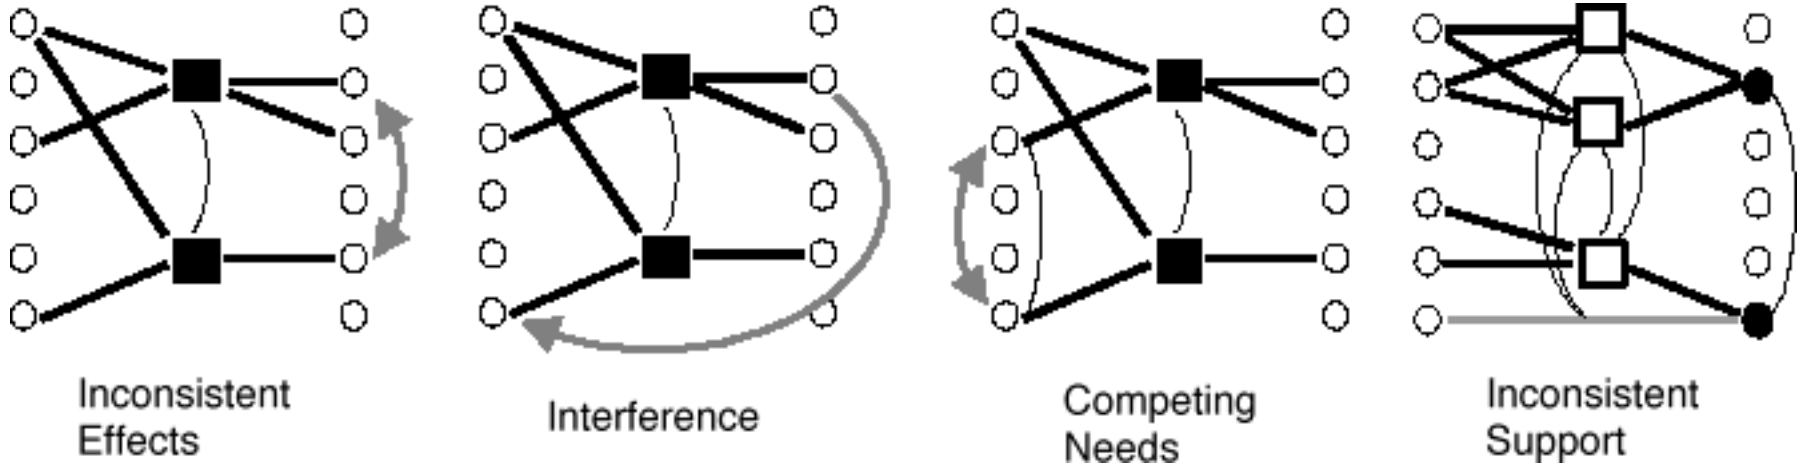 Inconsistent
Effects
Interference
Competing
Needs
Inconsistent
Support